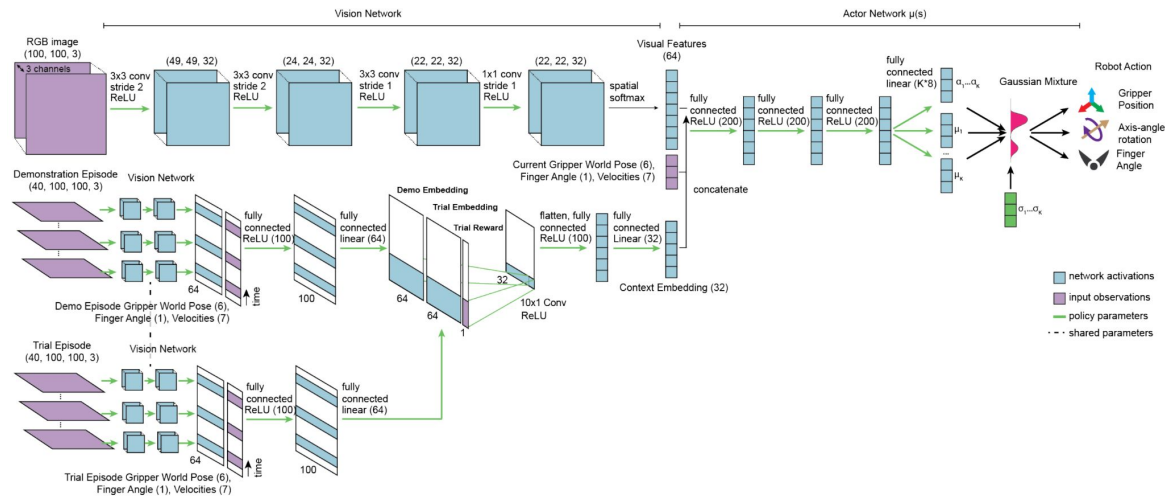 Vision Network
Actor Network μ(s)
RGB image
(100, 100, 3)
3 channels
3x3 conv
stride 2
ReLU
(49, 49, 32)
3x3 conv
stride 2
ReLU
(24, 24, 32)
3x3 conv
stride 1
ReLU
(22, 22, 32)
1x1 conv
stride 1
ReLU
(22, 22, 32)
spatial
softmax
Visual Features
(64)
fully
connected
ReLU (200)
fully
connected
ReLU (200)
fully
connected
ReLU (200)
fully
connected
linear (K*8)
α₁...αK
μ₁
...
μK
Gaussian Mixture
σ₁...σK
Robot Action
Gripper
Position
Axis-angle
rotation
Finger
Angle
Current Gripper World Pose (6),
Finger Angle (1), Velocities (7)
concatenate
Demonstration Episode
(40, 100, 100, 3)
Vision Network
64
time
Demo Episode Gripper World Pose (6),
Finger Angle (1), Velocities (7)
fully
connected
ReLU (100)
100
fully
connected
linear (64)
Demo Embedding
Trial Embedding
Trial Reward
64
64
1
32
10x1 Conv
ReLU
flatten, fully
connected
ReLU (100)
fully
connected
Linear (32)
Context Embedding (32)
Trial Episode
(40, 100, 100, 3)
Vision Network
64
time
Trial Episode Gripper World Pose (6),
Finger Angle (1), Velocities (7)
fully
connected
ReLU (100)
100
fully
connected
linear (64)
network activations
input observations
policy parameters
shared parameters